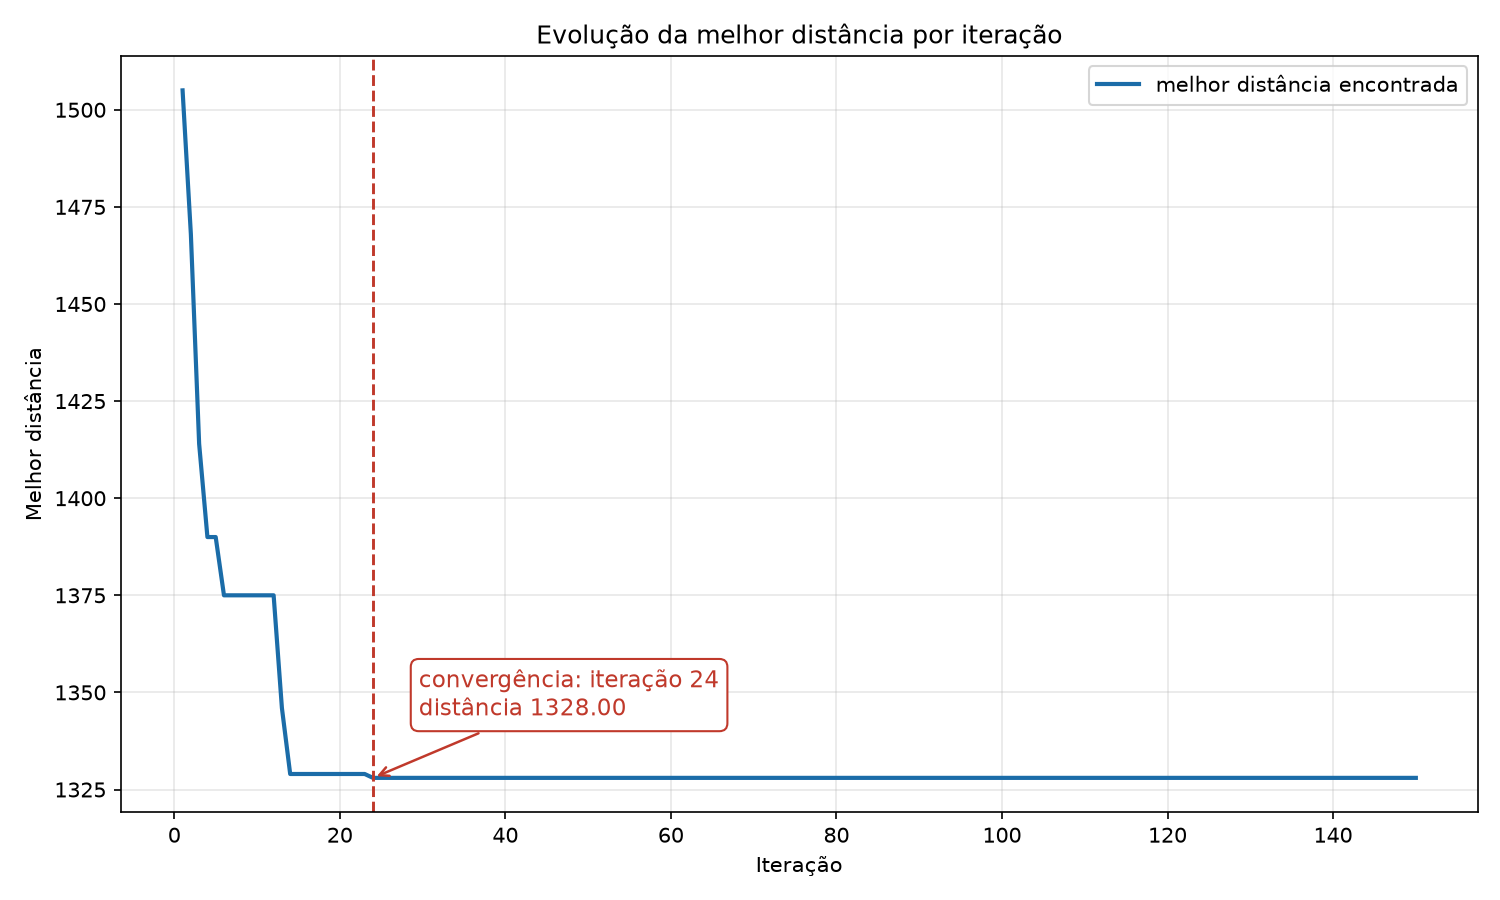 Evolução da melhor distância por iteração
melhor distância encontrada
Melhor distância
1500
1475
1450
1425
1400
1375
1350
1325
convergência: iteração 24
distância 1328.00
0 20 40 60 80 100 120 140
Iteração